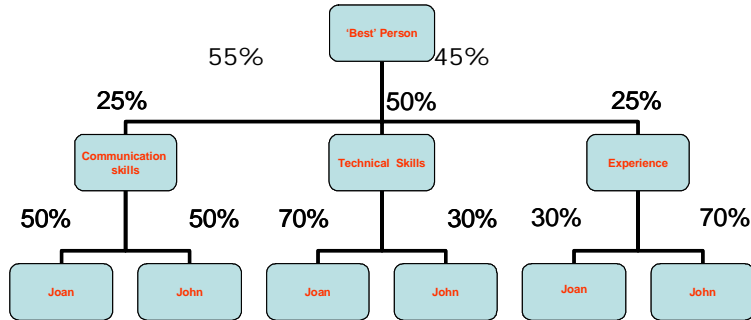 ‘Best’ Person
55%
45%
25%
50%
25%
Communication
skills
Technical Skills
Experience
50%
50%
70%
30%
30%
70%
Joan
John
Joan
John
Joan
John